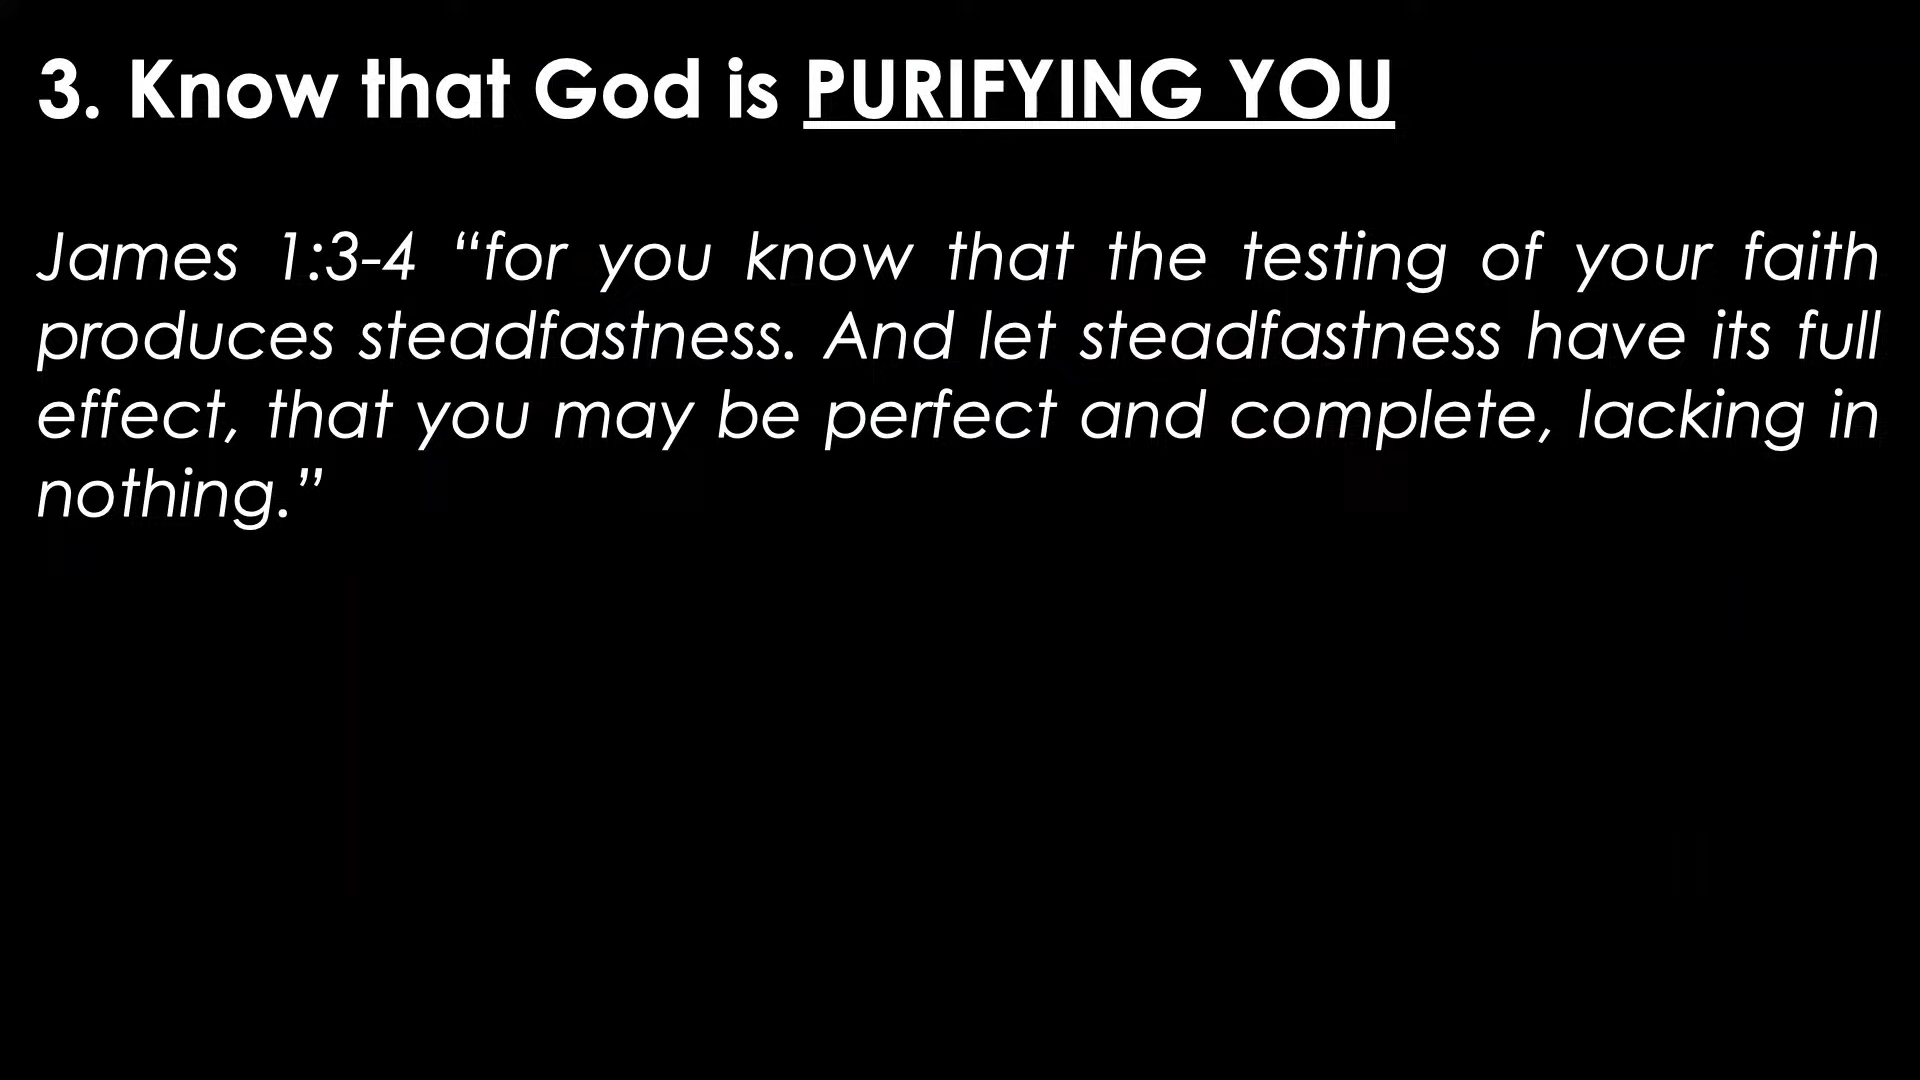 3. Know that God is PURIFYING YOU
James 1:3-4 “for you know that the testing of your faith
produces steadfastness. And let steadfastness have its full
effect, that you may be perfect and complete, lacking in
nothing.”